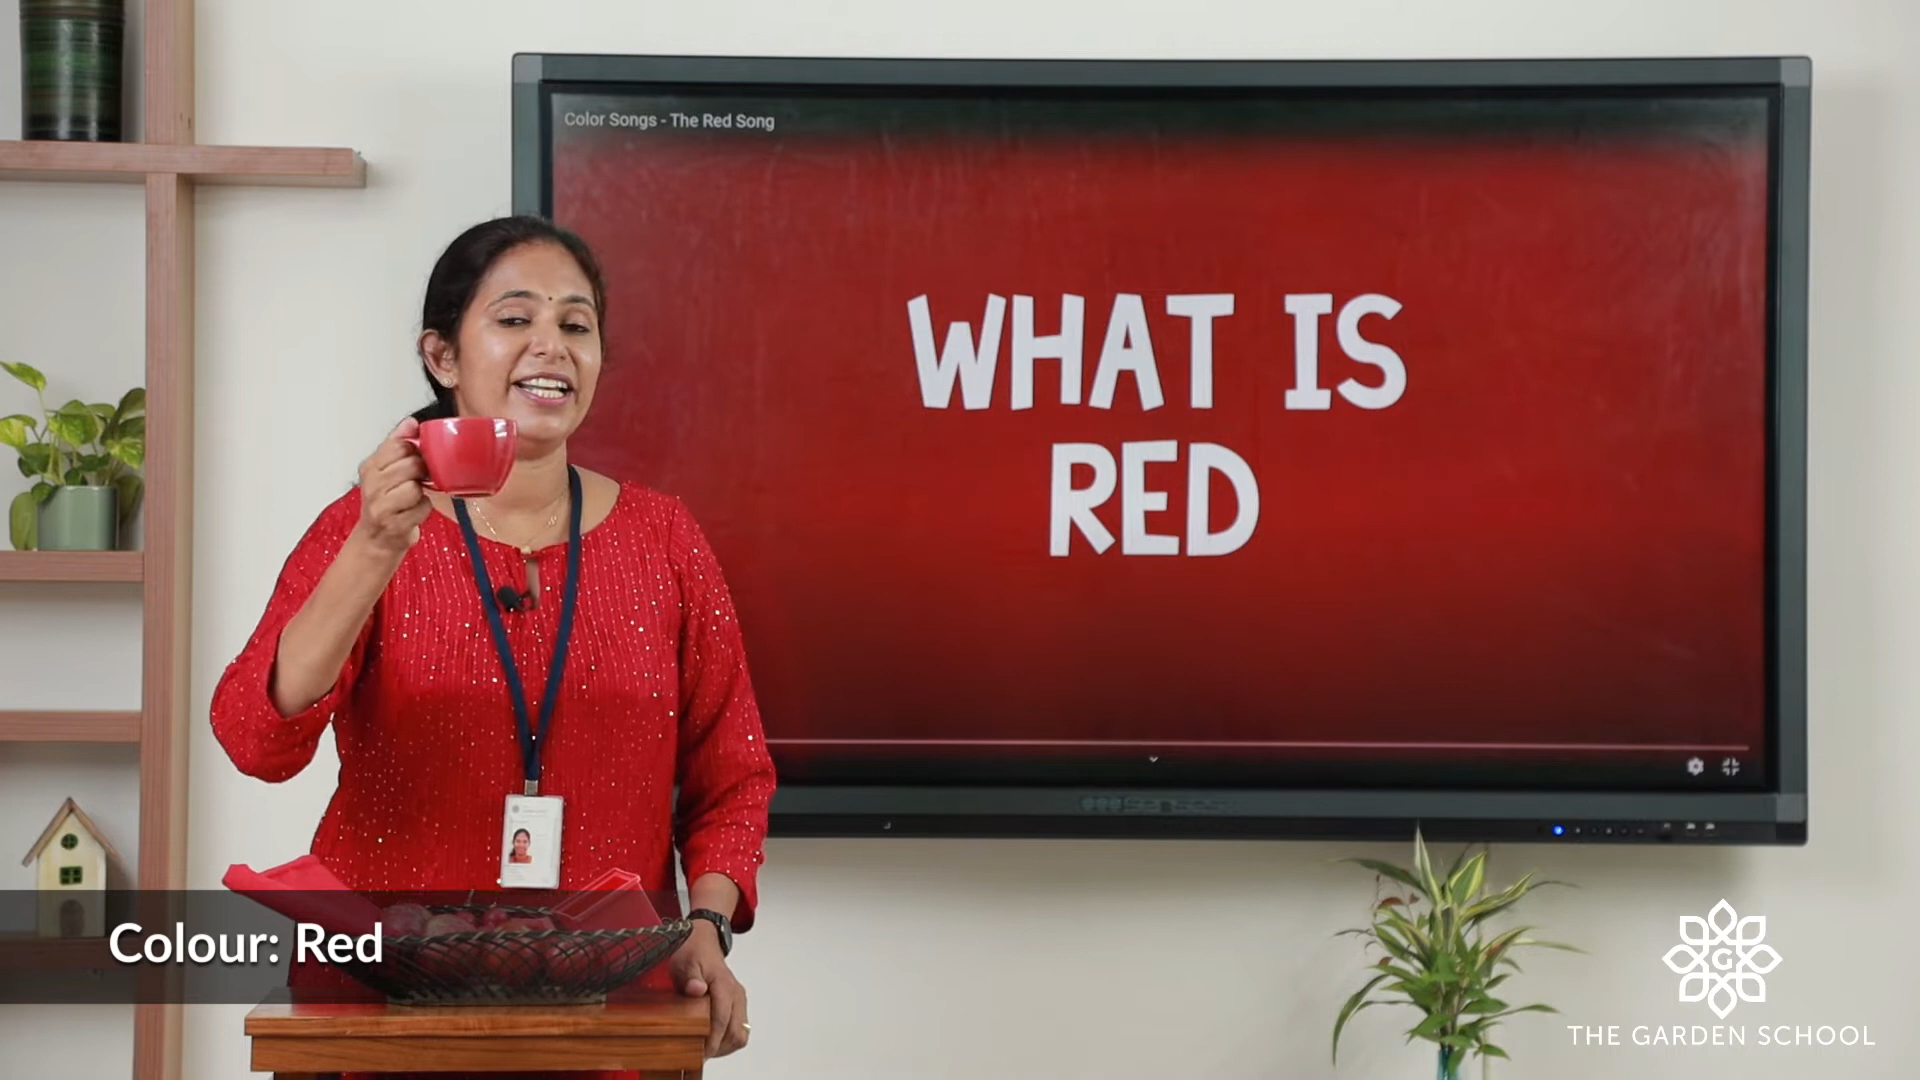 Color Songs - The Red Song
WHAT IS
RED
Colour: Red
G
THE GARDEN SCHOOL